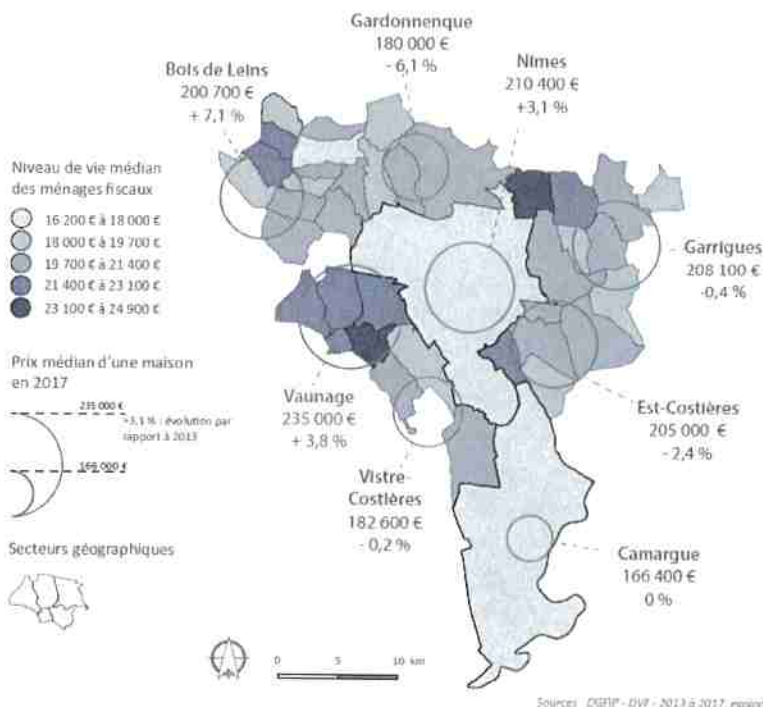 Gardonnenque
180 000 €
- 6,1 %
Nîmes
210 400 €
+3,1 %
Bois de Leins
200 700 €
+ 7,1 %
Niveau de vie médian
des ménages fiscaux
16 200 € à 18 000 €
18 000 € à 19 700 €
19 700 € à 21 400 €
21 400 € à 23 100 €
23 100 € à 24 900 €
Garrigues
208 100 €
-0,4 %
Prix médian d'une maison
en 2017
235 000 €
+3,1 % : évolution par
rapport à 2013
166 000 €
Vaunage
235 000 €
+ 3,8 %
Est-Costières
205 000 €
- 2,4 %
Vistre-
Costières
182 600 €
- 0,2 %
Secteurs géographiques
Camargue
166 400 €
0 %
0 5 10 km
Sources DGFIP - DVF - 2013 à 2017,